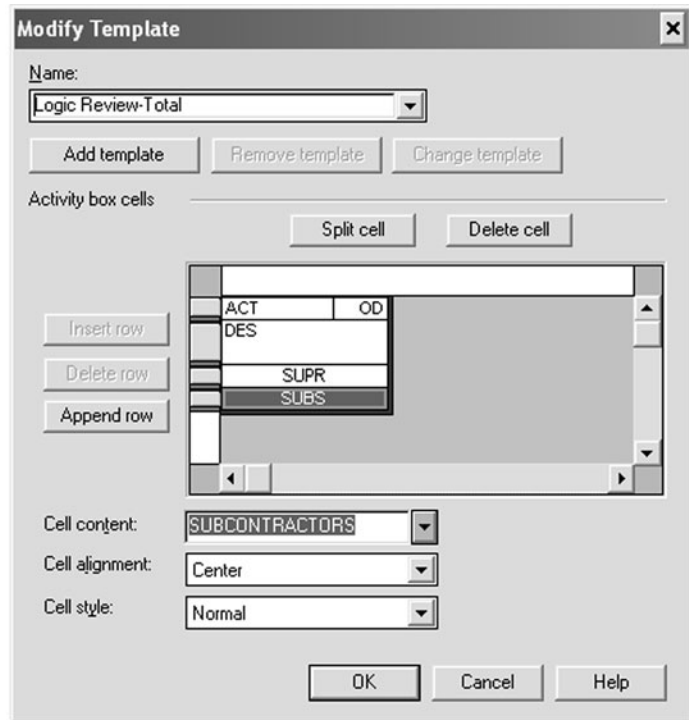 Modify Template
Name:
Logic Review-Total
Add template Remove template Change template
Activity box cells
Split cell Delete cell
ACT OD
Insert row
DES
Delete row
SUPR
SUBS
Append row
Cell content: SUBCONTRACTORS
Cell alignment: Center
Cell style: Normal
OK Cancel Help